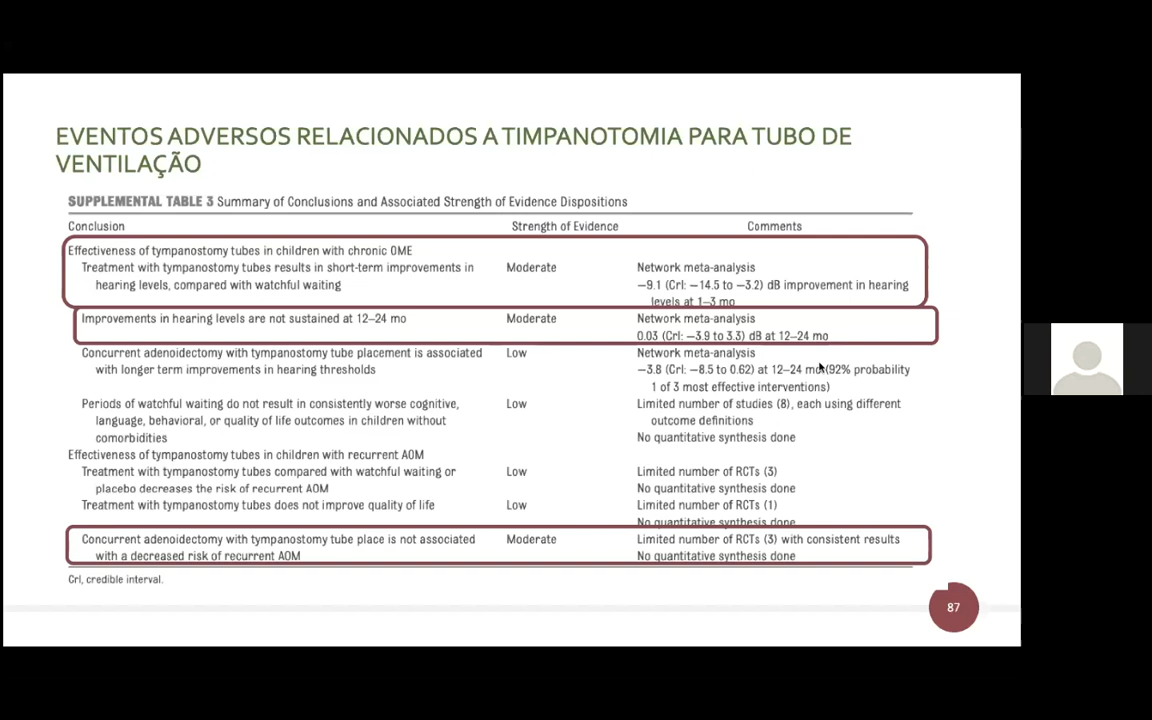 EVENTOS ADVERSOS RELACIONADOS A TIMPANOTOMIA PARA TUBO DE
VENTILAÇÃO
SUPPLEMENTAL TABLE 3 Summary of Conclusions and Associated Strength of Evidence Dispositions
Conclusion Strength of Evidence Comments
Effectiveness of tympanostomy tubes in children with chronic OME
Treatment with tympanostomy tubes results in short-term improvements in Moderate Network meta-analysis
hearing levels, compared with watchful waiting −9.1 (CrI: −14.5 to −3.2) dB improvement in hearing
levels at 1–3 mo
Improvements in hearing levels are not sustained at 12–24 mo Moderate Network meta-analysis
0.03 (CrI: −3.9 to 3.3) dB at 12–24 mo
Concurrent adenoidectomy with tympanostomy tube placement is associated Low Network meta-analysis
with longer term improvements in hearing thresholds −3.8 (CrI: −8.5 to 0.62) at 12–24 mo (92% probability
1 of 3 most effective interventions)
Periods of watchful waiting do not result in consistently worse cognitive, Low Limited number of studies (8), each using different
language, behavioral, or quality of life outcomes in children without outcome definitions
comorbidities No quantitative synthesis done
Effectiveness of tympanostomy tubes in children with recurrent AOM
Treatment with tympanostomy tubes compared with watchful waiting or Low Limited number of RCTs (3)
placebo decreases the risk of recurrent AOM No quantitative synthesis done
Treatment with tympanostomy tubes does not improve quality of life Low Limited number of RCTs (1)
No quantitative synthesis done
Concurrent adenoidectomy with tympanostomy tube place is not associated Moderate Limited number of RCTs (3) with consistent results
with a decreased risk of recurrent AOM No quantitative synthesis done
CrI, credible interval.
87